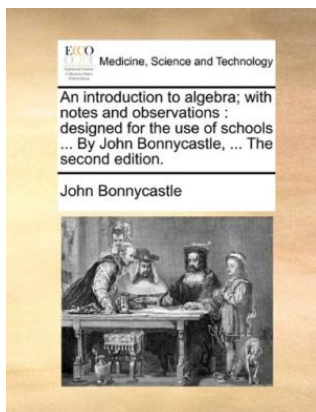 ECCO
Medicine, Science and Technology
An introduction to algebra; with
notes and observations :
designed for the use of schools
... By John Bonnycastle, ... The
second edition.
John Bonnycastle